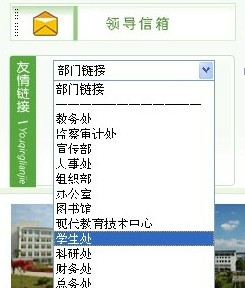 领导信箱
友情链接
Youqinglianjie
部门链接
部门链接
————————————
教务处
监察审计处
宣传部
人事处
组织部
办公室
图书馆
现代教育技术中心
学生处
科研处
财务处
总务处